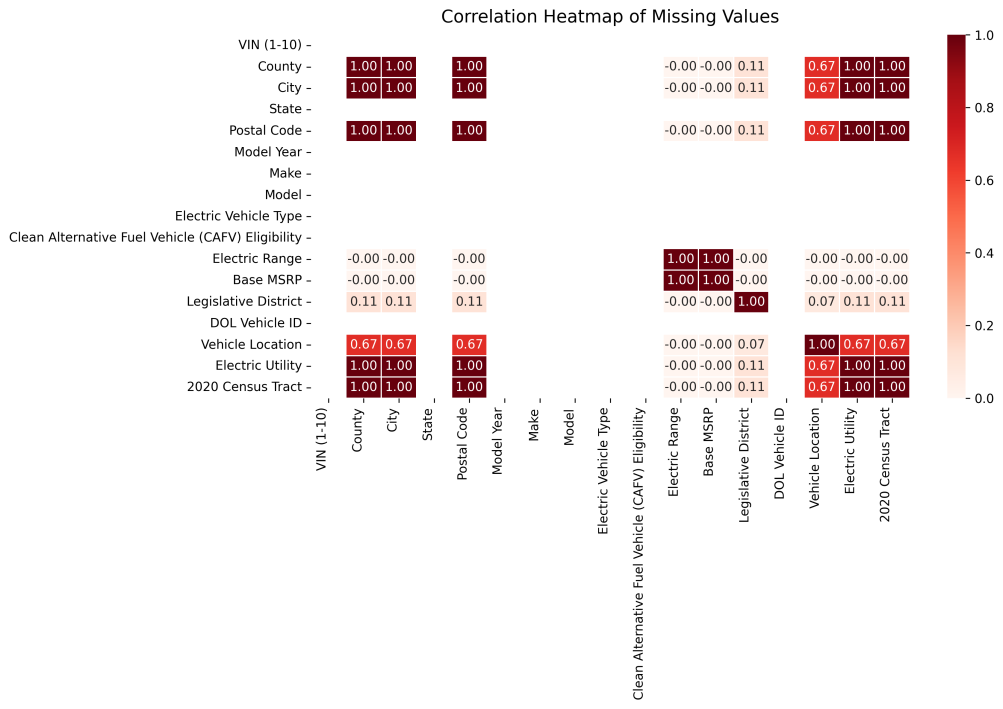 Correlation Heatmap of Missing Values
VIN (1-10)
County 1.00 1.00 1.00 -0.00 -0.00 0.11 0.67 1.00 1.00
City 1.00 1.00 1.00 -0.00 -0.00 0.11 0.67 1.00 1.00
State
Postal Code 1.00 1.00 1.00 -0.00 -0.00 0.11 0.67 1.00 1.00
Model Year
Make
Model
Electric Vehicle Type
Clean Alternative Fuel Vehicle (CAFV) Eligibility
Electric Range -0.00 -0.00 -0.00 1.00 1.00 -0.00 -0.00 -0.00 -0.00
Base MSRP -0.00 -0.00 -0.00 1.00 1.00 -0.00 -0.00 -0.00 -0.00
Legislative District 0.11 0.11 0.11 -0.00 -0.00 1.00 0.07 0.11 0.11
DOL Vehicle ID
Vehicle Location 0.67 0.67 0.67 -0.00 -0.00 0.07 1.00 0.67 0.67
Electric Utility 1.00 1.00 1.00 -0.00 -0.00 0.11 0.67 1.00 1.00
2020 Census Tract 1.00 1.00 1.00 -0.00 -0.00 0.11 0.67 1.00 1.00
VIN (1-10)
County
City
State
Postal Code
Model Year
Make
Model
Electric Vehicle Type
Clean Alternative Fuel Vehicle (CAFV) Eligibility
Electric Range
Base MSRP
Legislative District
DOL Vehicle ID
Vehicle Location
Electric Utility
2020 Census Tract
1.0
0.8
0.6
0.4
0.2
0.0